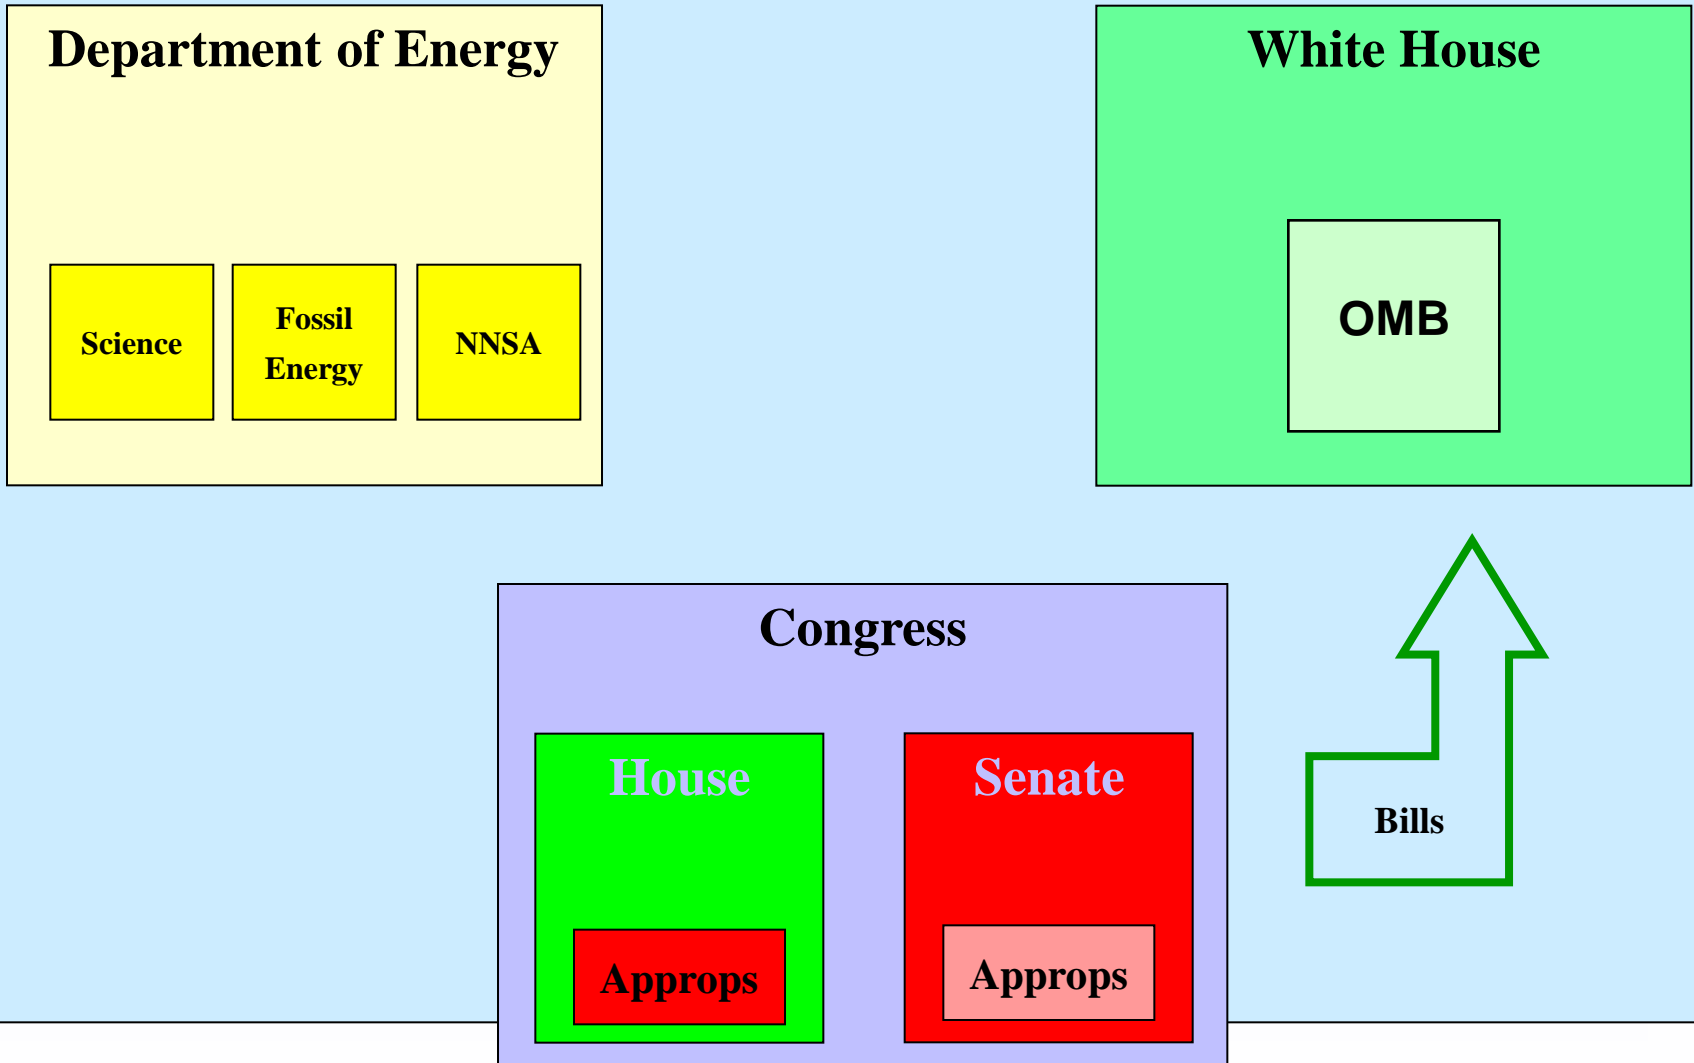 Department of Energy
Science
Fossil
Energy
NNSA
White House
OMB
Congress
House
Approps
Senate
Approps
Bills